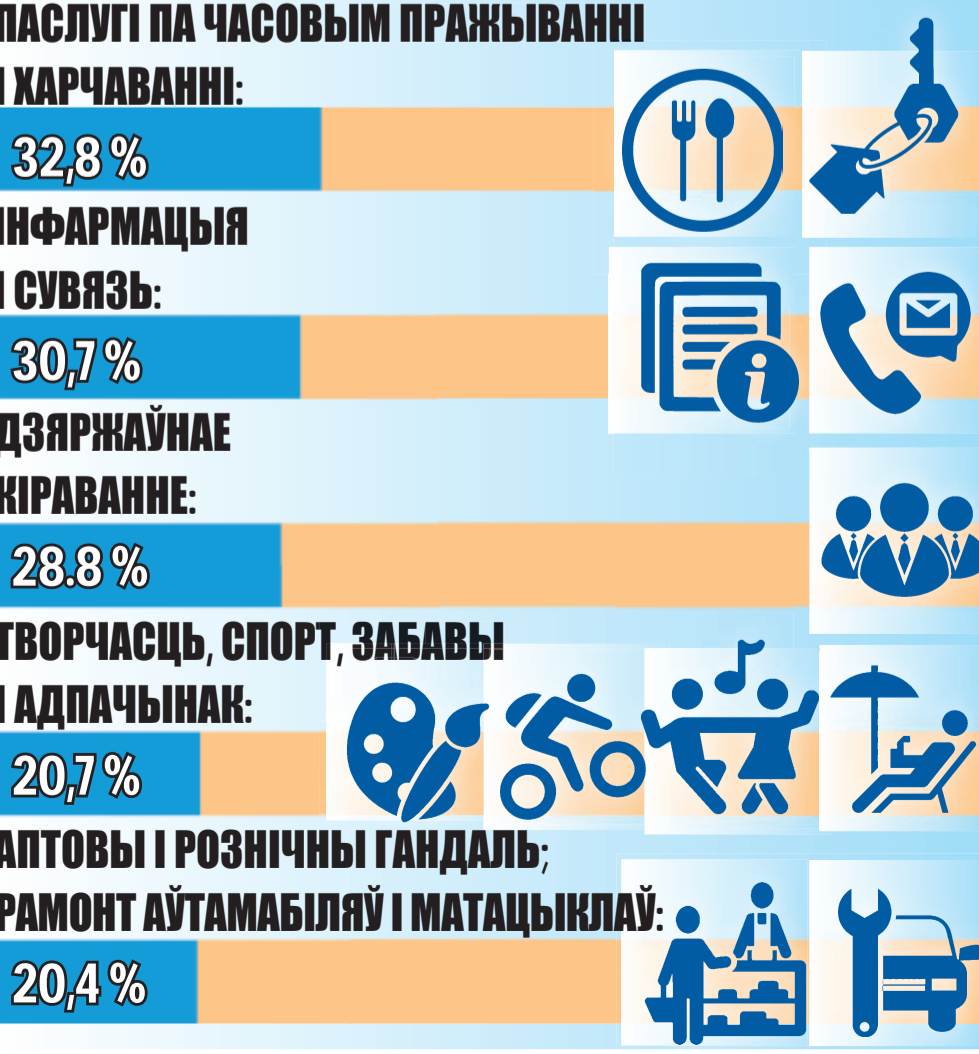 ПАСЛУГІ ПА ЧАСОВЫМ ПРАЖЫВАННІ
І ХАРЧАВАННІ:
32,8 %
ІНФАРМАЦЫЯ
І СУВЯЗЬ:
30,7 %
ДЗЯРЖАЎНАЕ
КІРАВАННЕ:
28.8 %
ТВОРЧАСЦЬ, СПОРТ, ЗАБАВЫ
І АДПАЧЫНАК:
20,7 %
АПТОВЫ І РОЗНІЧНЫ ГАНДАЛЬ;
РАМОНТ АЎТАМАБІЛЯЎ І МАТАЦЫКЛАЎ:
20,4 %